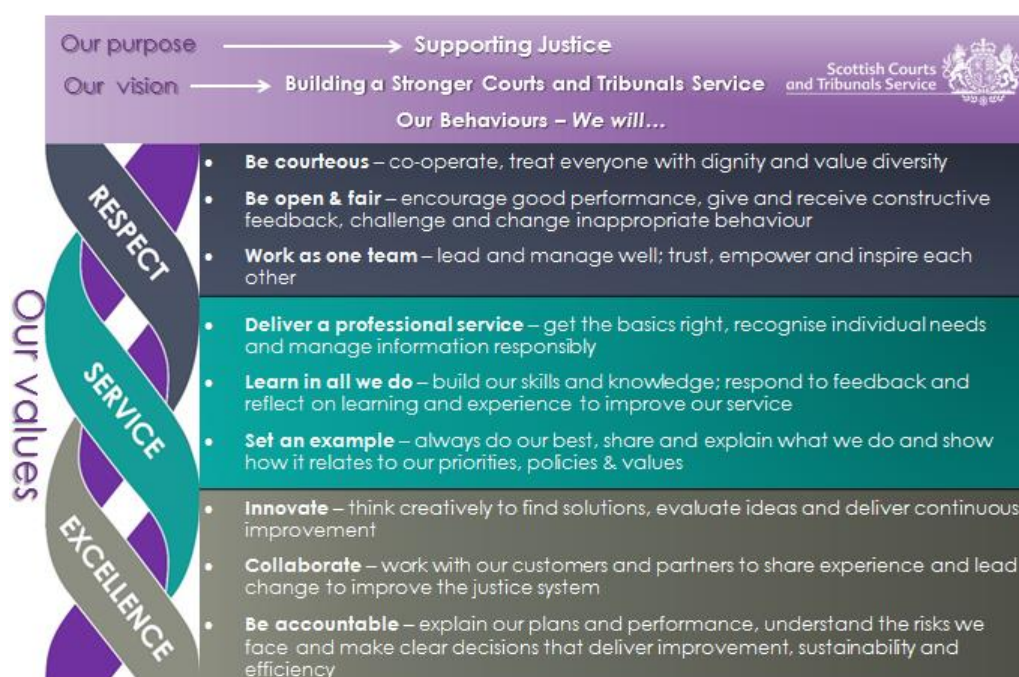 Our purpose
Supporting Justice
Our vision
Building a Stronger Courts and Tribunals Service
Scottish Courts
and Tribunals Service
Our Behaviours – We will...
Our values
RESPECT
• Be courteous – co-operate, treat everyone with dignity and value diversity
• Be open & fair – encourage good performance, give and receive constructive
feedback, challenge and change inappropriate behaviour
• Work as one team – lead and manage well; trust, empower and inspire each
other
SERVICE
• Deliver a professional service – get the basics right, recognise individual needs
and manage information responsibly
• Learn in all we do – build our skills and knowledge; respond to feedback and
reflect on learning and experience to improve our service
• Set an example – always do our best, share and explain what we do and show
how it relates to our priorities, policies & values
EXCELLENCE
• Innovate – think creatively to find solutions, evaluate ideas and deliver continuous
improvement
• Collaborate – work with our customers and partners to share experience and lead
change to improve the justice system
• Be accountable – explain our plans and performance, understand the risks we
face and make clear decisions that deliver improvement, sustainability and
efficiency